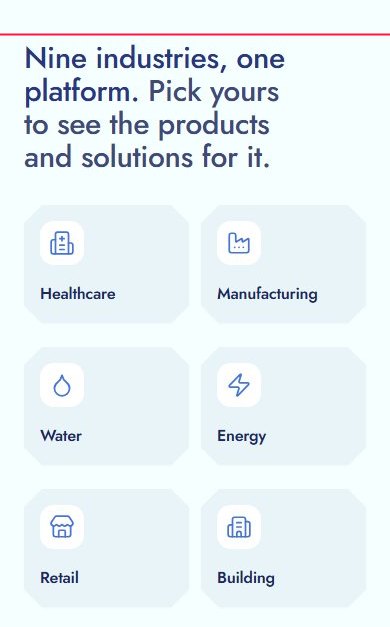 Nine industries, one
platform. Pick yours
to see the products
and solutions for it.
Healthcare
Manufacturing
Water
Energy
Retail
Building